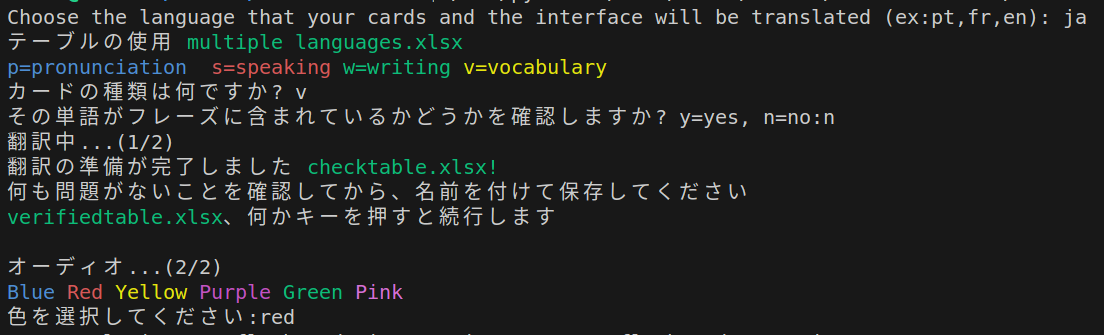 Choose the language that your cards and the interface will be translated (ex:pt,fr,en): ja
テーブルの使用 multiple languages.xlsx
p=pronunciation  s=speaking w=writing v=vocabulary
カードの種類は何ですか? v
その単語がフレーズに含まれているかどうかを確認しますか? y=yes, n=no:n
翻訳中...(1/2)
翻訳の準備が完了しました checktable.xlsx!
何も問題がないことを確認してから、名前を付けて保存してください
verifiedtable.xlsx、何かキーを押すと続行します
オーディオ...(2/2)
Blue Red Yellow Purple Green Pink
色を選択してください:red